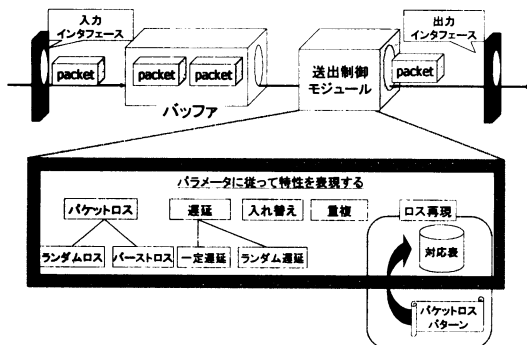 入力
インタフェース
出力
インタフェース
packet
packet
packet
packet
バッファ
送出制御
モジュール
パラメータに従って特性を表現する
パケットロス
遅延
入れ替え
重複
ロス再現
ランダムロス
バーストロス
一定遅延
ランダム遅延
対応表
パケットロス
パターン